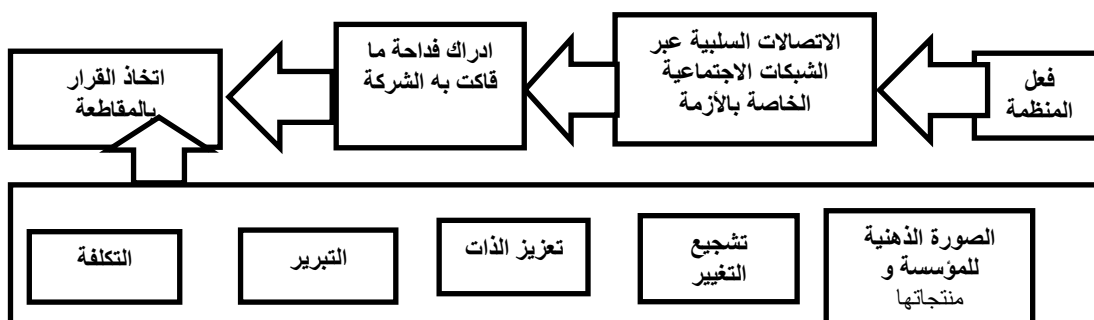 فعل
المنظمة
الاتصالات السلبية عبر
الشبكات الاجتماعية
الخاصة بالأزمة
ادراك فداحة ما
قاكت به الشركة
اتخاذ القرار
بالمقاطعة
الصورة الذهنية
للمؤسسة و
منتجاتها
تشجيع
التغيير
تعزيز الذات
التبرير
التكلفة